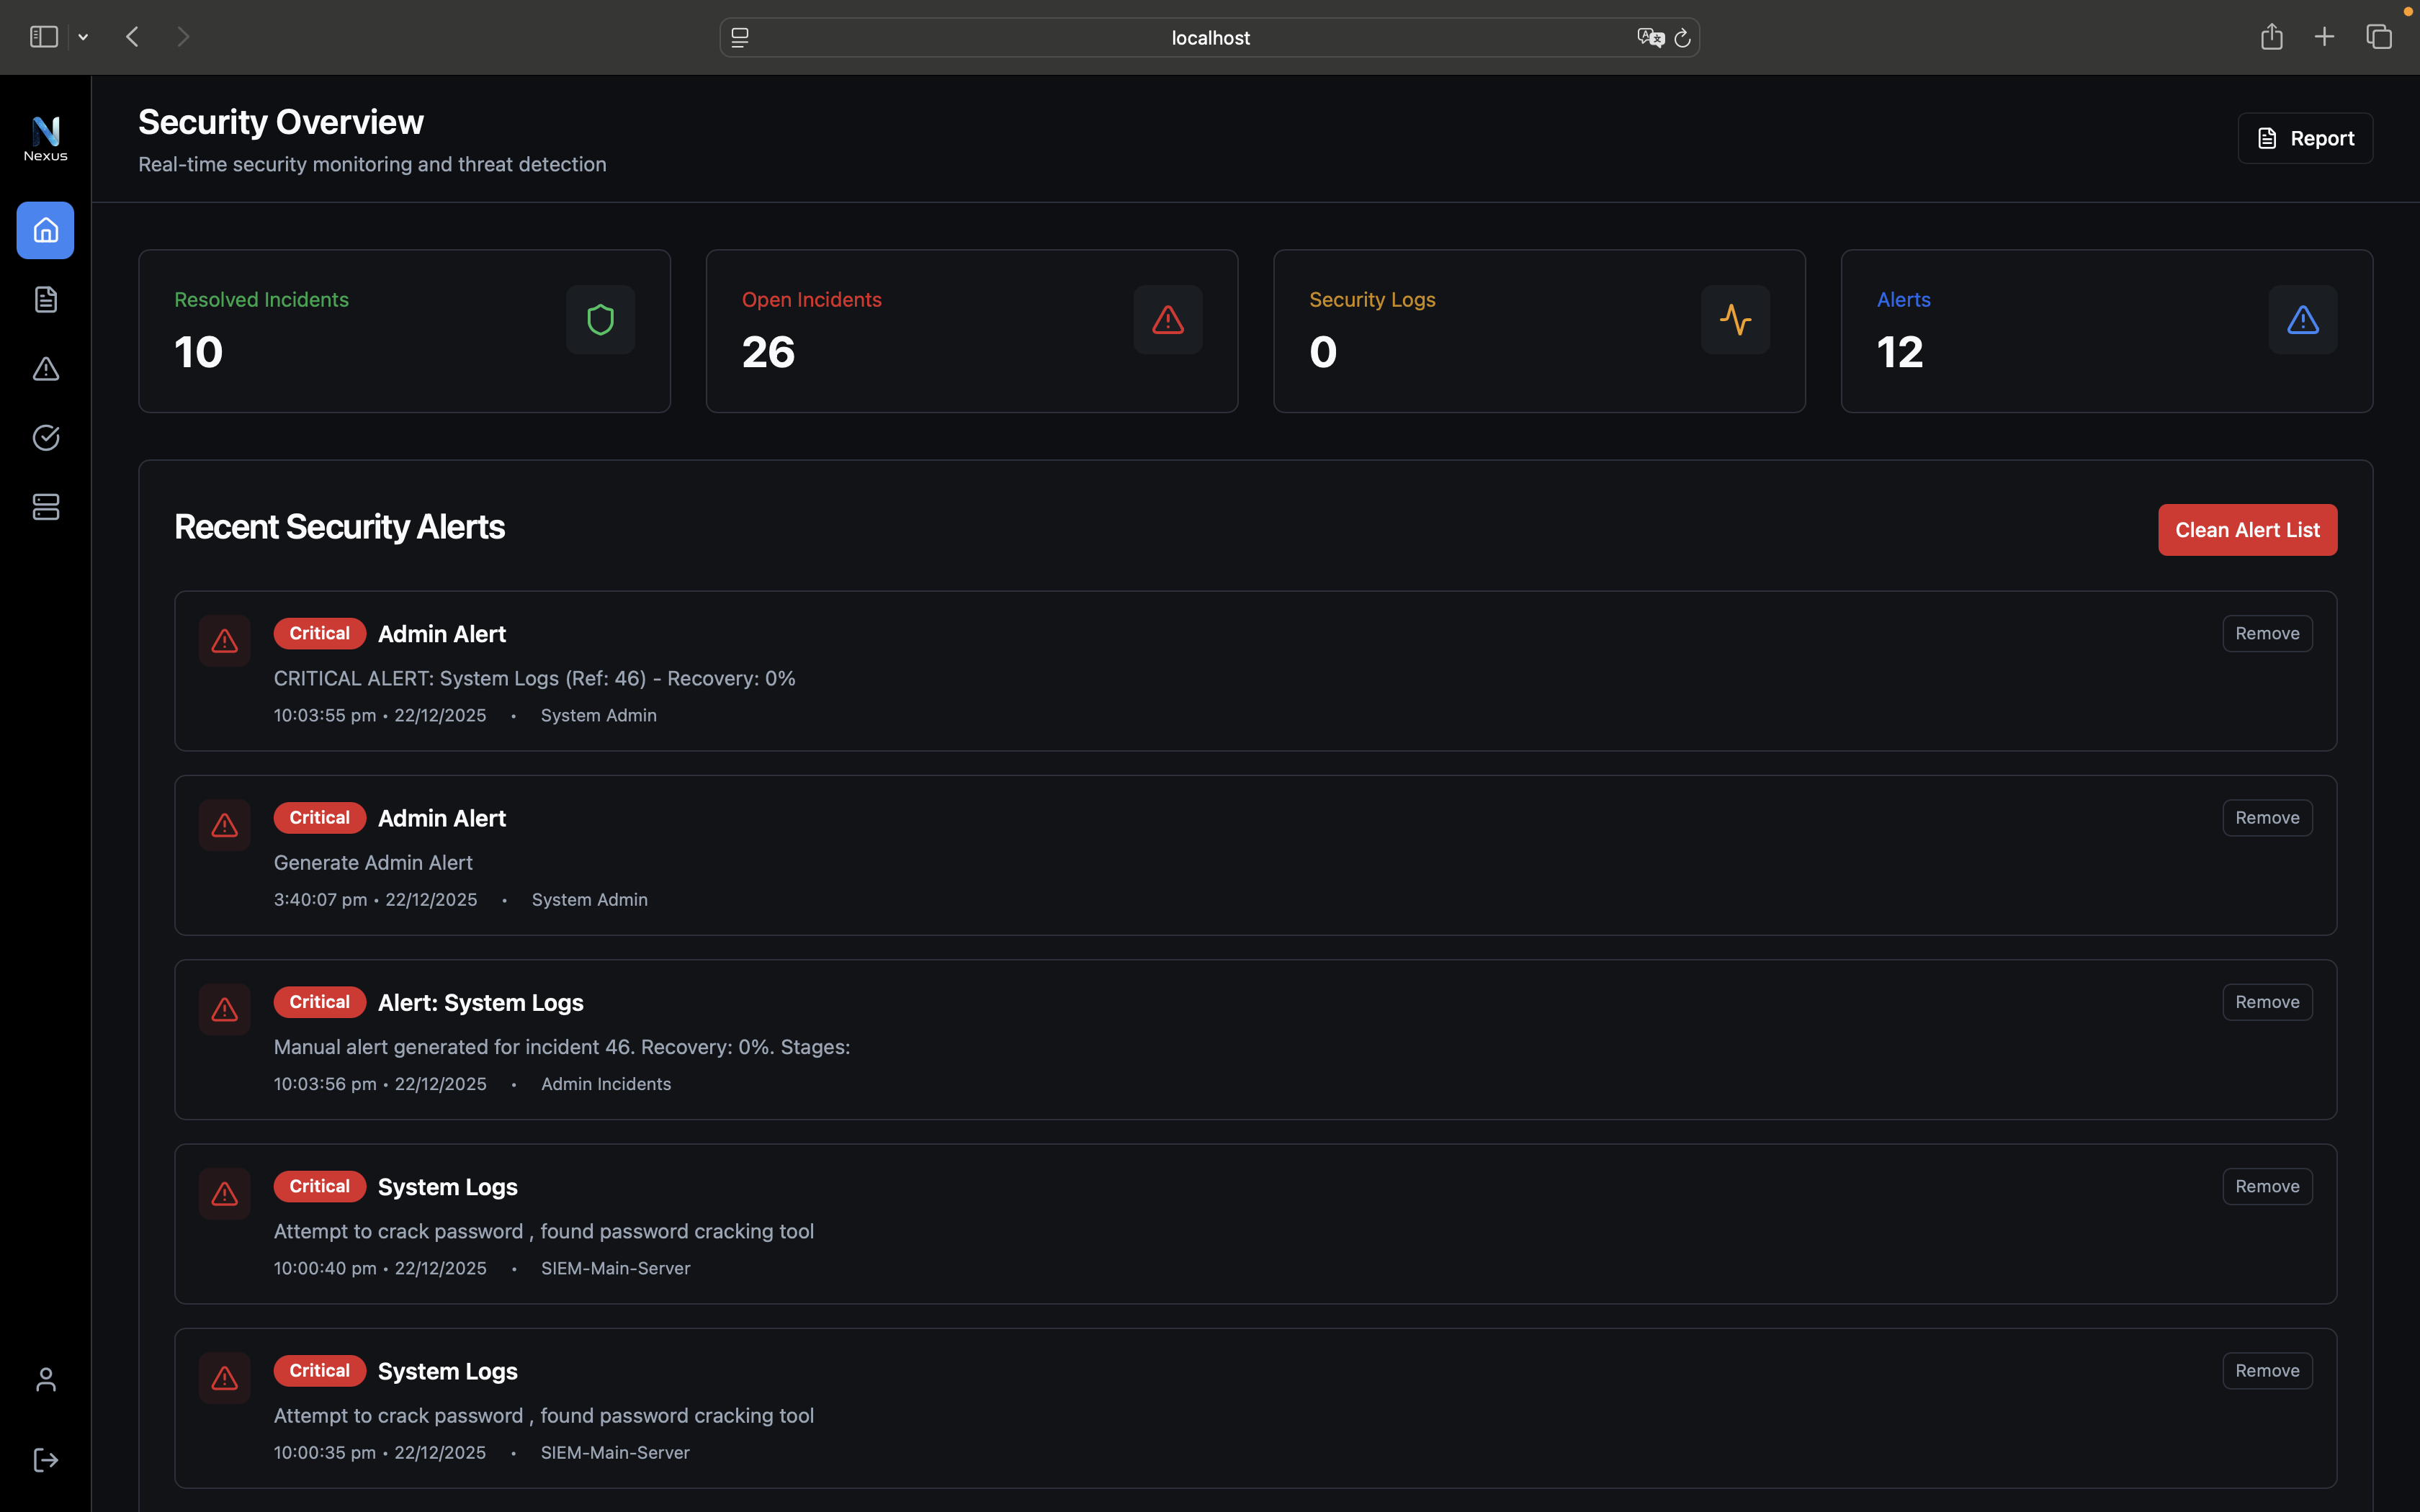 localhost
Nexus
Security Overview
Real-time security monitoring and threat detection
Report
Resolved Incidents
10
Open Incidents
26
Security Logs
0
Alerts
12
Recent Security Alerts
Clean Alert List
Critical Admin Alert
Remove
CRITICAL ALERT: System Logs (Ref: 46) - Recovery: 0%
10:03:55 pm • 22/12/2025 • System Admin
Critical Admin Alert
Remove
Generate Admin Alert
3:40:07 pm • 22/12/2025 • System Admin
Critical Alert: System Logs
Remove
Manual alert generated for incident 46. Recovery: 0%. Stages:
10:03:56 pm • 22/12/2025 • Admin Incidents
Critical System Logs
Remove
Attempt to crack password , found password cracking tool
10:00:40 pm • 22/12/2025 • SIEM-Main-Server
Critical System Logs
Remove
Attempt to crack password , found password cracking tool
10:00:35 pm • 22/12/2025 • SIEM-Main-Server